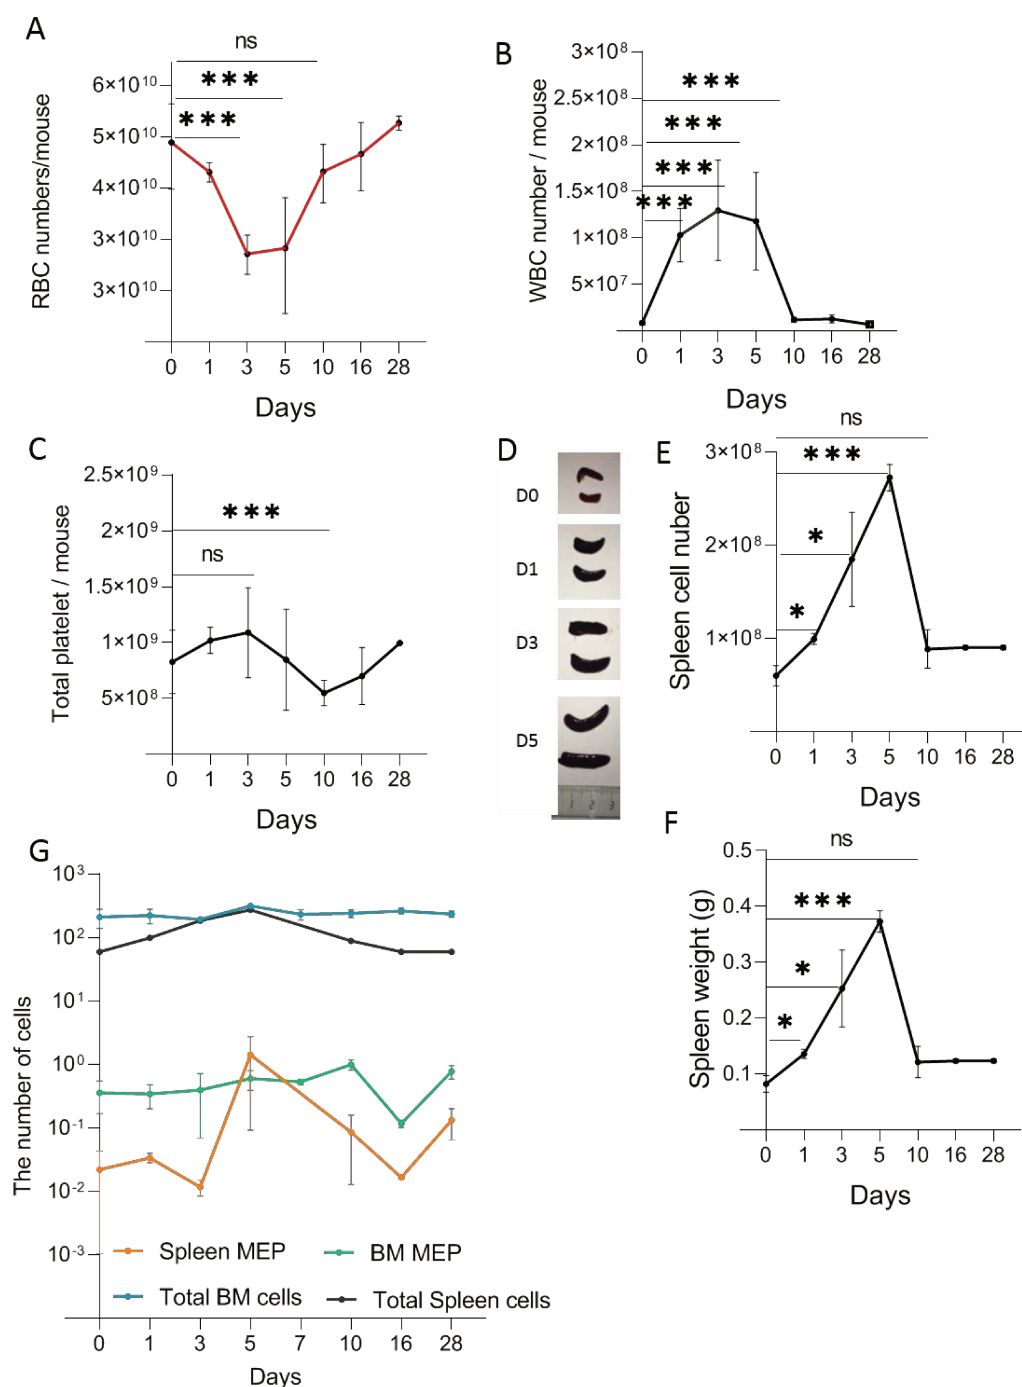 A
ns
***
***
6×10¹⁰
5×10¹⁰
4×10¹⁰
3×10¹⁰
3×10¹⁰
RBC numbers/mouse
0 1 3 5 10 16 28
Days
B
***
***
***
***
3×10⁸
2.5×10⁸
2×10⁸
1.5×10⁸
1×10⁸
5×10⁷
WBC number / mouse
0 1 3 5 10 16 28
Days
C
***
ns
2.5×10⁹
2×10⁹
1.5×10⁹
1×10⁹
5×10⁸
Total platelet / mouse
0 1 3 5 10 16 28
Days
D
D0
D1
D3
D5
1 2 3
E
ns
***
*
*
3×10⁸
2×10⁸
1×10⁸
Spleen cell nuber
0 1 3 5 10 16 28
Days
F
ns
***
*
*
0.5
0.4
0.3
0.2
0.1
Spleen weight (g)
0 1 3 5 10 16 28
Days
G
10³
10²
10¹
10⁰
10⁻¹
10⁻²
10⁻³
The number of cells
Spleen MEP
BM MEP
Total BM cells
Total Spleen cells
0 1 3 5 7 10 16 28
Days